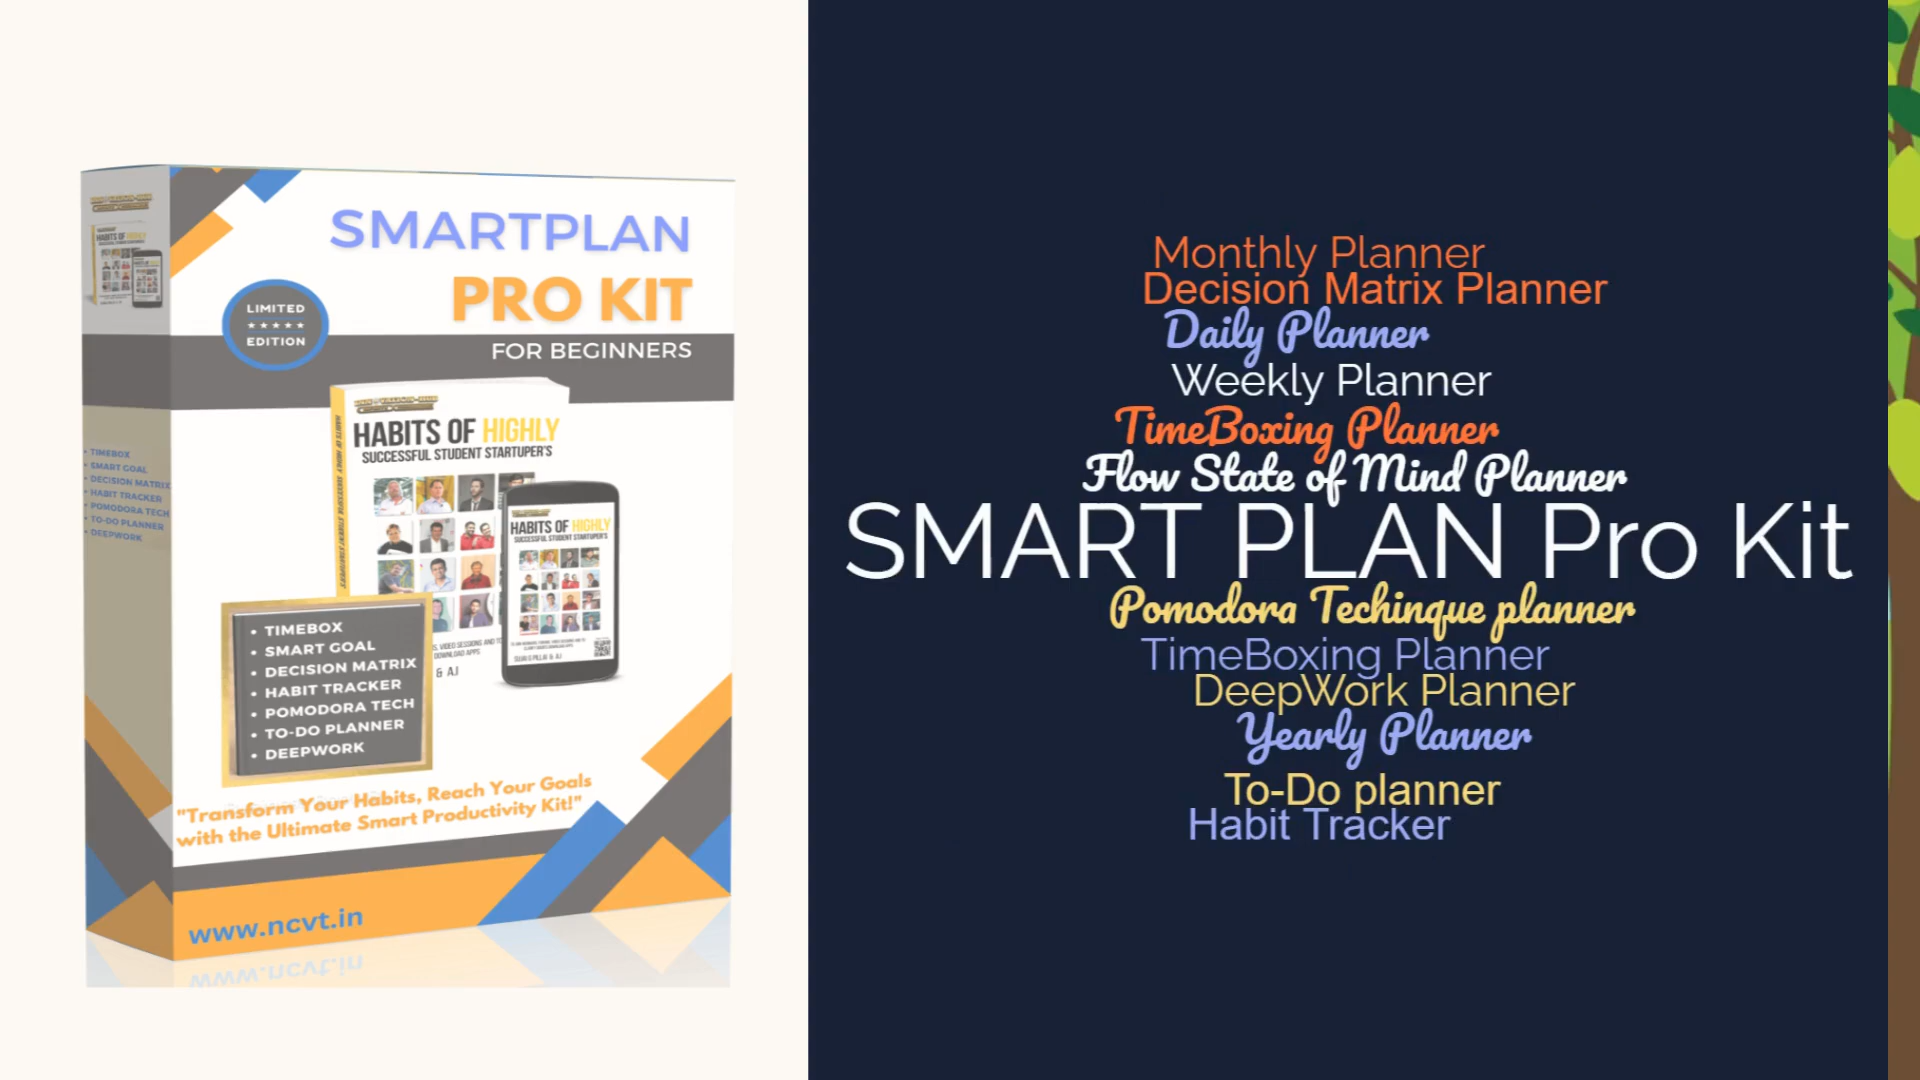 SMARTPLAN
PRO KIT
FOR BEGINNERS
LIMITED
EDITION
HABITS OF HIGHLY
SUCCESSFUL STUDENT STARTUPER'S
HABITS OF HIGHLY
SUCCESSFUL STUDENT STARTUPER'S
& AJ
• TIMEBOX
• SMART GOAL
• DECISION MATRIX
• HABIT TRACKER
• POMODORA TECH
• TO-DO PLANNER
• DEEPWORK
"Transform Your Habits, Reach Your Goals
with the Ultimate Smart Productivity Kit!"
www.ncvt.in
HABITS OF HIGHLY
• TIMEBOX
• SMART GOAL
• DECISION MATRIX
• HABIT TRACKER
• POMODORA TECH
• TO-DO PLANNER
• DEEPWORK
Monthly Planner
Decision Matrix Planner
Daily Planner
Weekly Planner
TimeBoxing Planner
Flow State of Mind Planner
SMART PLAN Pro Kit
Pomodora Techinque planner
TimeBoxing Planner
DeepWork Planner
Yearly Planner
To-Do planner
Habit Tracker